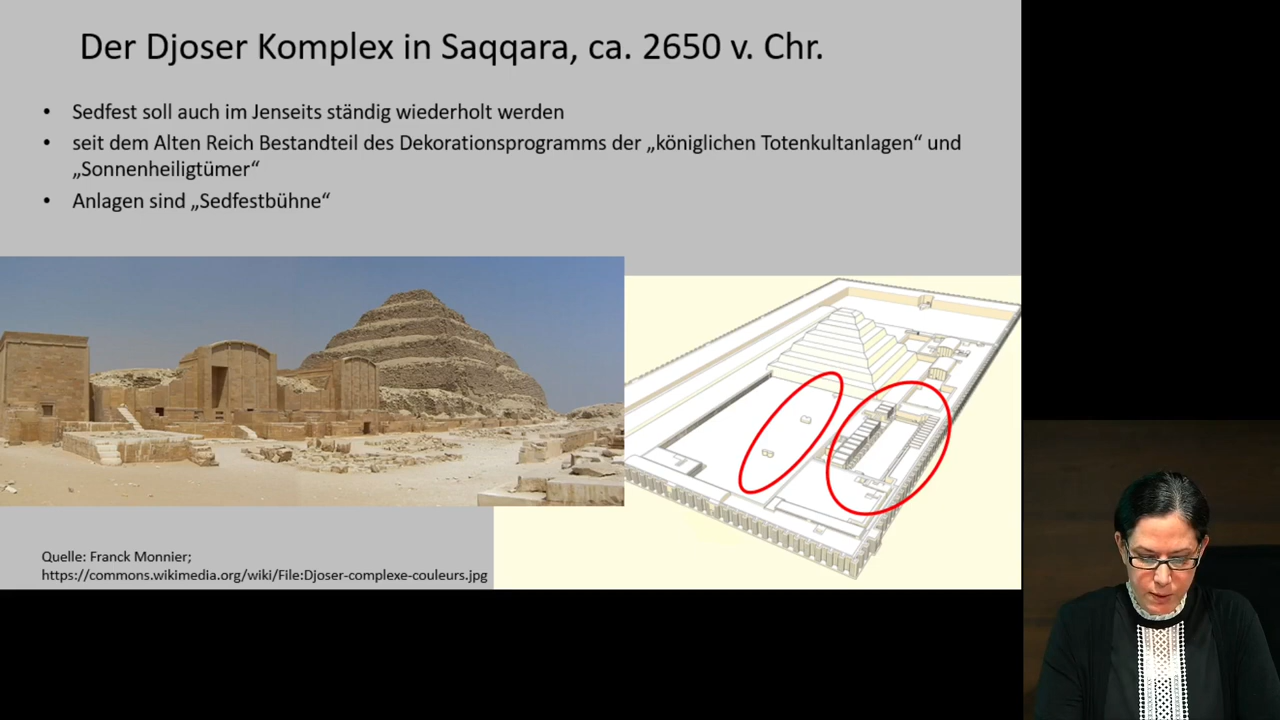 Der Djoser Komplex in Saqqara, ca. 2650 v. Chr.
• Sedfest soll auch im Jenseits ständig wiederholt werden
• seit dem Alten Reich Bestandteil des Dekorationsprogramms der „königlichen Totenkultanlagen“ und
„Sonnenheiligtümer“
• Anlagen sind „Sedfestbühne“
Quelle: Franck Monnier;
https://commons.wikimedia.org/wiki/File:Djoser-complexe-couleurs.jpg